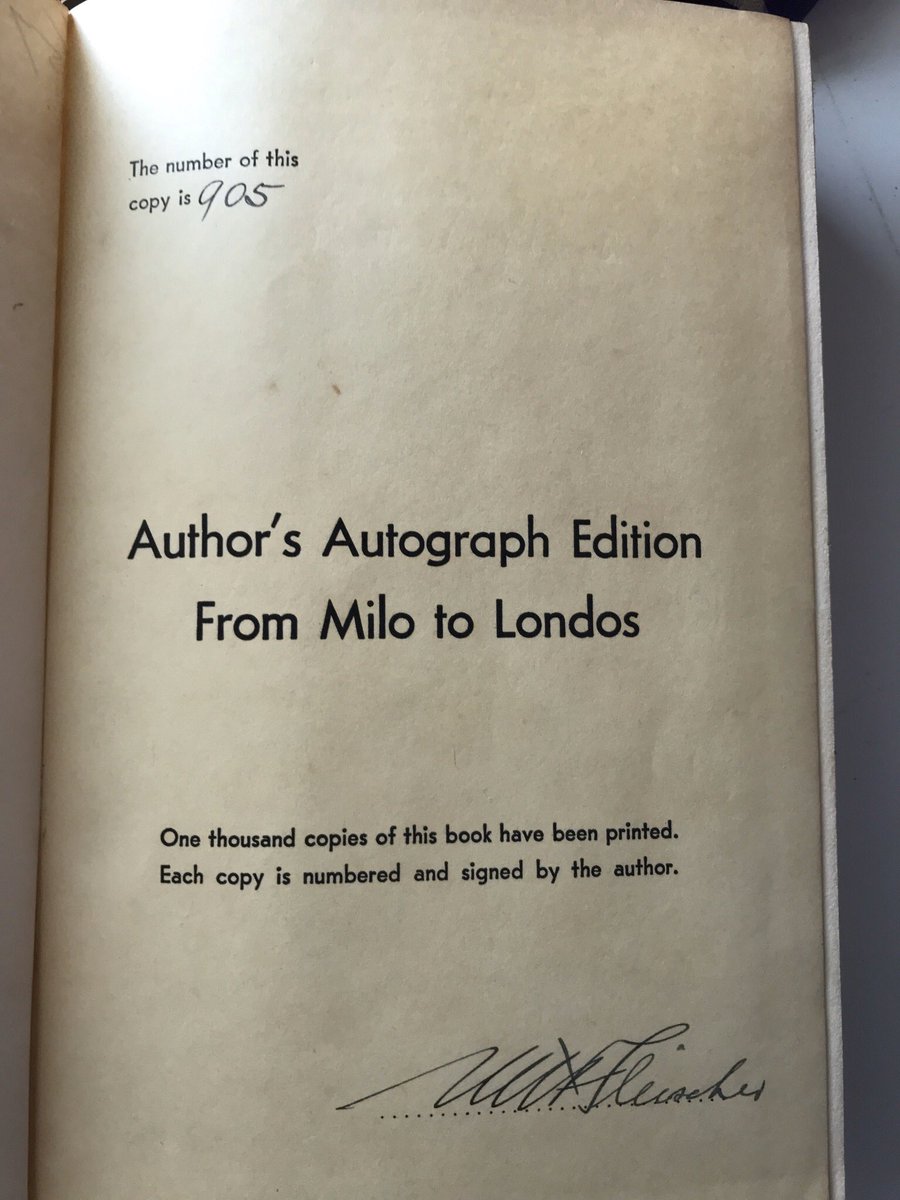 The number of this
copy is 905
Author's Autograph Edition
From Milo to Londos
One thousand copies of this book have been printed.
Each copy is numbered and signed by the author.
Fleischer